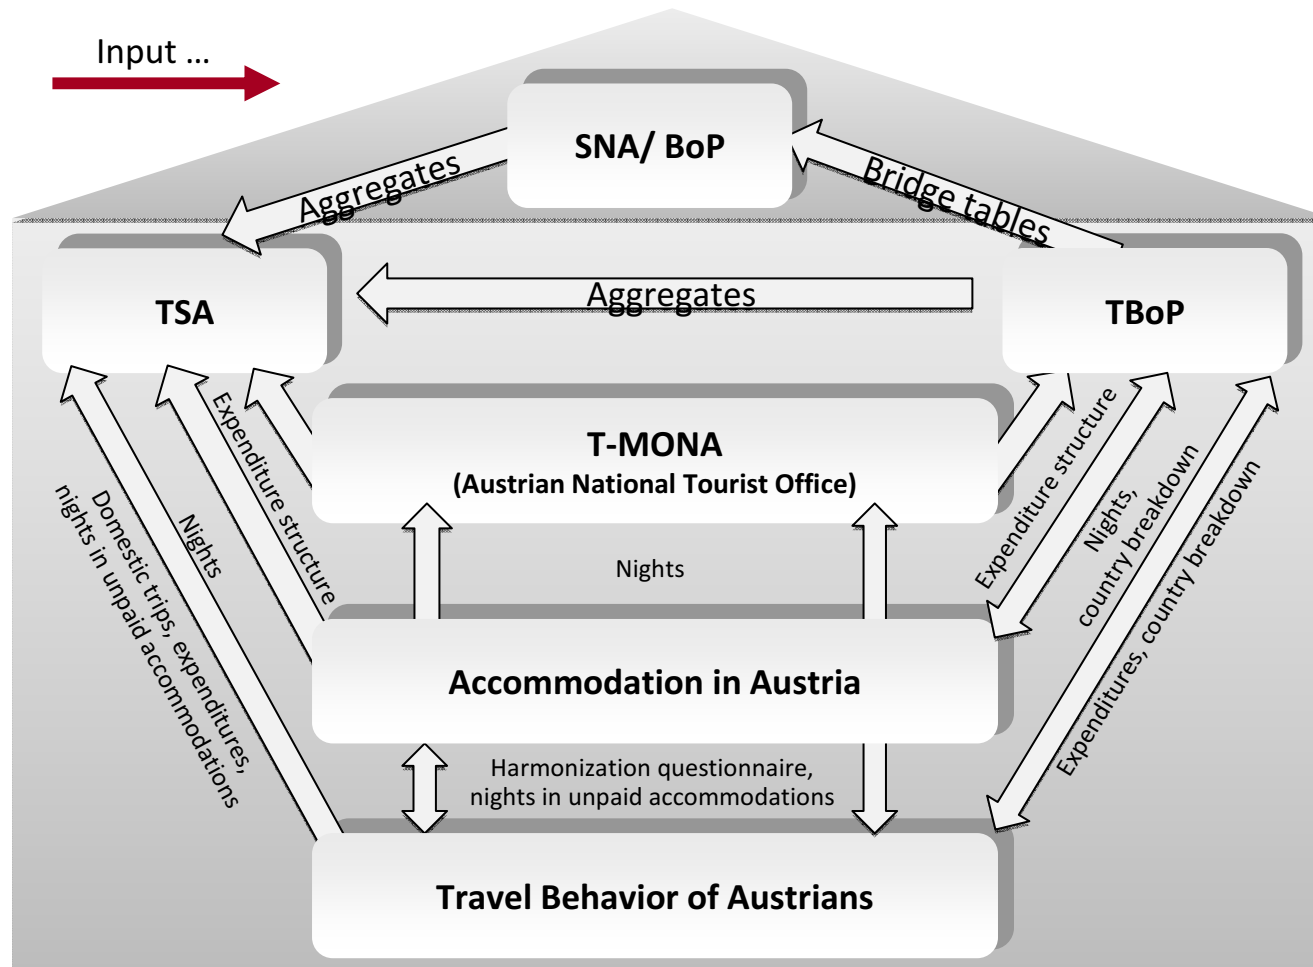 Input …
SNA/ BoP
Aggregates
Bridge tables
TSA
Aggregates
TBoP
T-MONA
(Austrian National Tourist Office)
Expenditure structure
Nights
Domestic trips, expenditures,
nights in unpaid accommodations
Expenditure structure
Nights,
country breakdown
Expenditures, country breakdown
Nights
Accommodation in Austria
Harmonization questionnaire,
nights in unpaid accommodations
Travel Behavior of Austrians